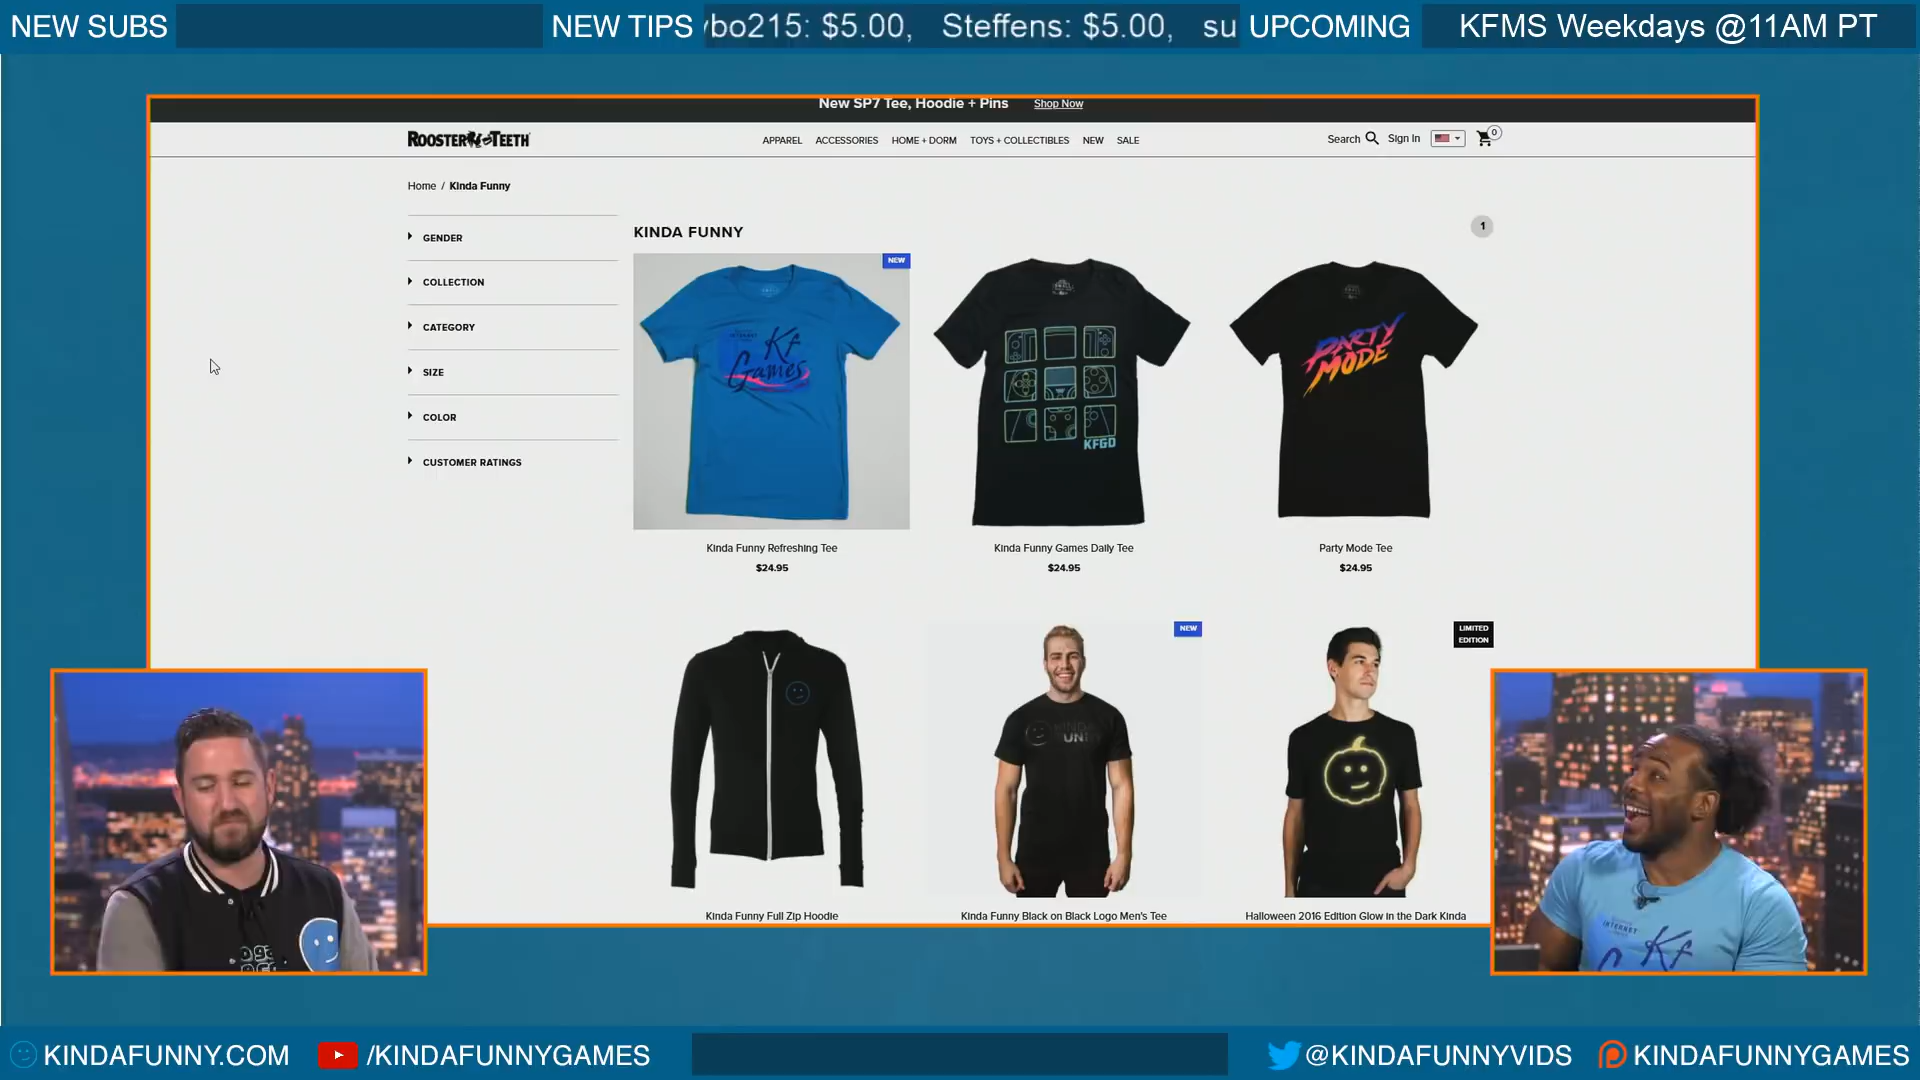 NEW SUBS
NEW TIPS
bo215: $5.00, Steffens: $5.00, su
UPCOMING
KFMS Weekdays @11AM PT
New SP7 Tee, Hoodie + Pins Shop Now
ROOSTER TEETH
APPAREL ACCESSORIES HOME + DORM TOYS + COLLECTIBLES NEW SALE
Search Sign In 0
Home / Kinda Funny
GENDER
COLLECTION
CATEGORY
SIZE
COLOR
CUSTOMER RATINGS
KINDA FUNNY
1
NEW
INTERNET
Kf
Games
KFGD
PARTY
MODE
Kinda Funny Refreshing Tee
$24.95
Kinda Funny Games Daily Tee
$24.95
Party Mode Tee
$24.95
NEW
LIMITED
EDITION
KINDA
Kinda Funny Full Zip Hoodie
Kinda Funny Black on Black Logo Men's Tee
Halloween 2016 Edition Glow in the Dark Kinda
INTERNET
Kf
KINDAFUNNY.COM
/KINDAFUNNYGAMES
@KINDAFUNNYVIDS
KINDAFUNNYGAMES